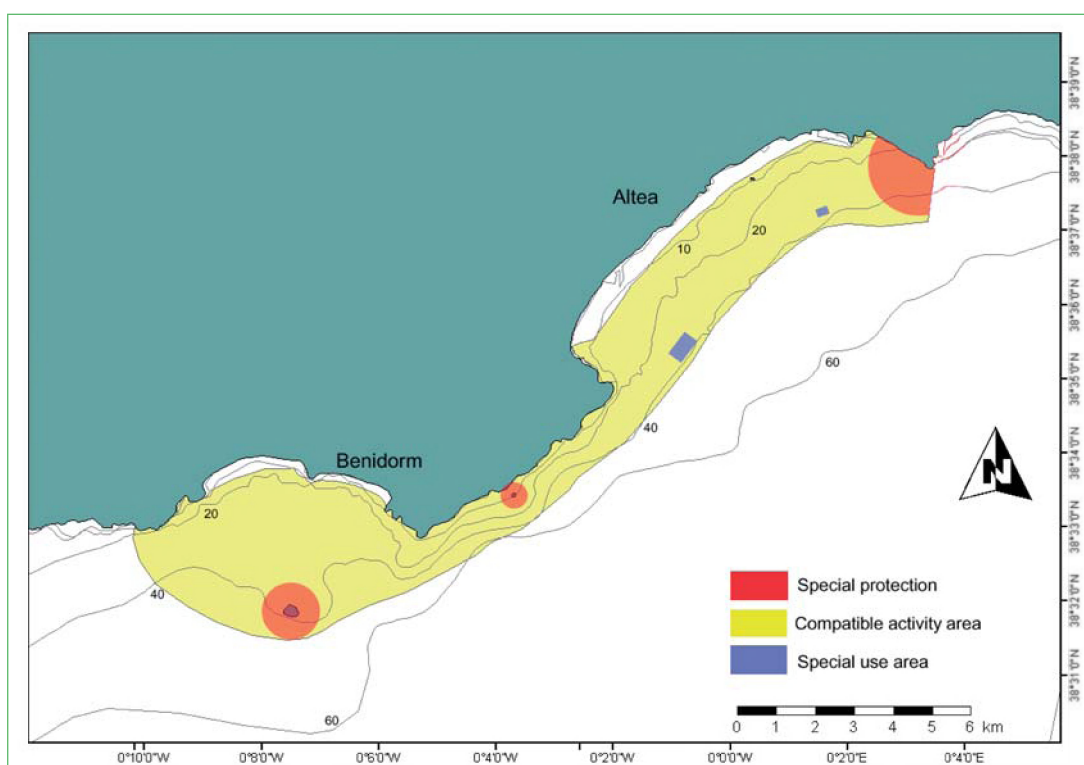 38°39'0"N
38°38'0"N
Altea
38°37'0"N
20
10
38°36'0"N
60
38°35'0"N
40
38°34'0"N
Benidorm
N
20
38°33'0"N
Special protection
40
38°32'0"N
Compatible activity area
Special use area
38°31'0"N
60
0 1 2 3 4 5 6 km
0°10'0"W 0°8'0"W 0°6'0"W 0°4'0"W 0°2'0"W 0°0'0" 0°2'0"E 0°4'0"E